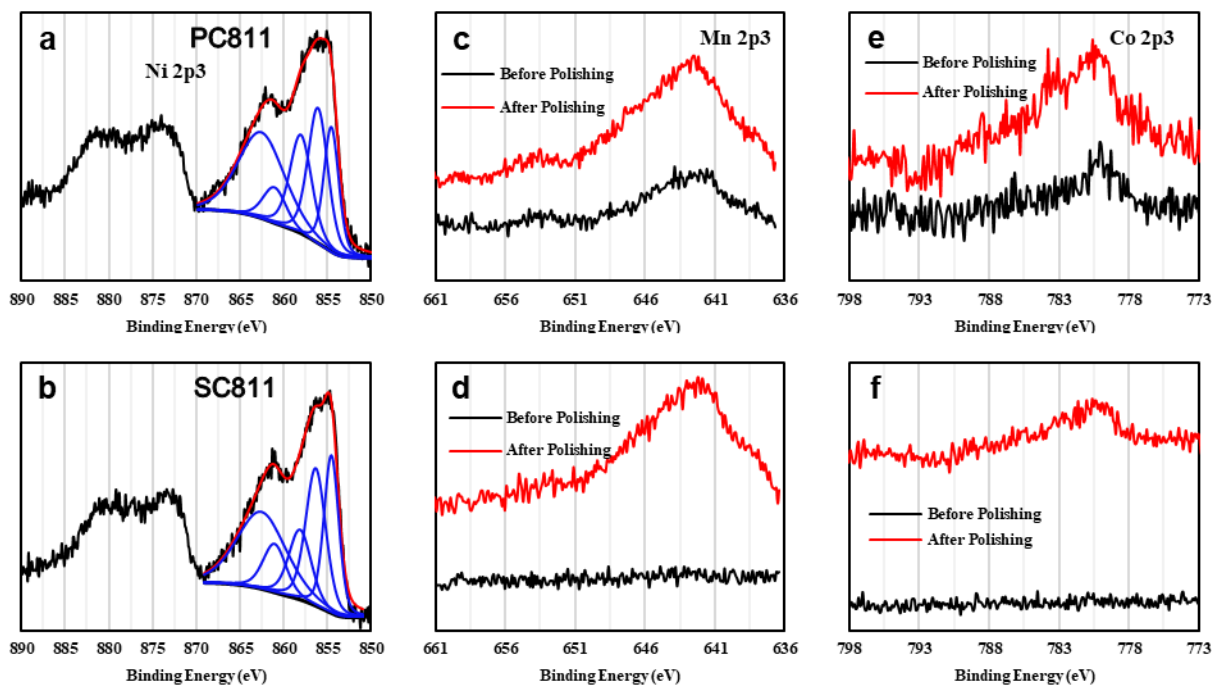 a
PC811
Ni 2p3
890 885 880 875 870 865 860 855 850
Binding Energy (eV)
c
Mn 2p3
Before Polishing
After Polishing
661 656 651 646 641 636
Binding Energy (eV)
e
Co 2p3
Before Polishing
After Polishing
798 793 788 783 778 773
Binding Energy (eV)
b
SC811
890 885 880 875 870 865 860 855 850
Binding Energy (eV)
d
Before Polishing
After Polishing
661 656 651 646 641 636
Binding Energy (eV)
f
Before Polishing
After Polishing
798 793 788 783 778 773
Binding Energy (eV)